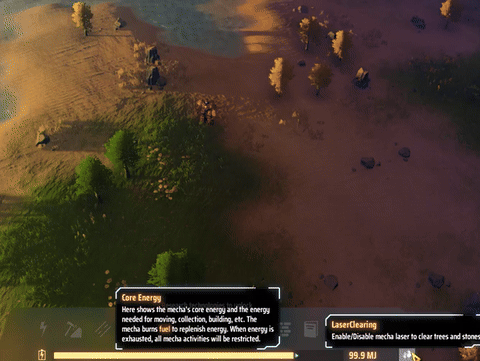 Core Energy
Here shows the mecha's core energy and the energy
needed for moving, collection, building, etc. The
mecha burns fuel to replenish energy. When energy is
exhausted, all mecha activities will be restricted.
LaserClearing
Enable/Disable mecha laser to clear trees and stones
99.9 MJ